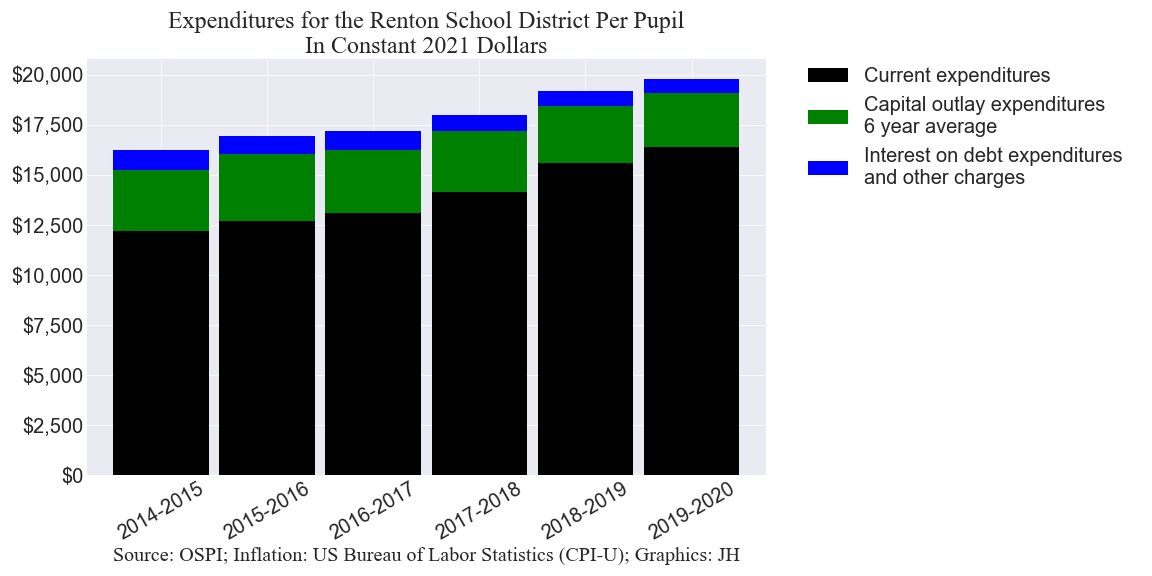 Expenditures for the Renton School District Per Pupil
In Constant 2021 Dollars
$20,000
$17,500
$15,000
$12,500
$10,000
$7,500
$5,000
$2,500
$0
2014-2015
2015-2016
2016-2017
2017-2018
2018-2019
2019-2020
Current expenditures
Capital outlay expenditures
6 year average
Interest on debt expenditures
and other charges
Source: OSPI; Inflation: US Bureau of Labor Statistics (CPI-U); Graphics: JH